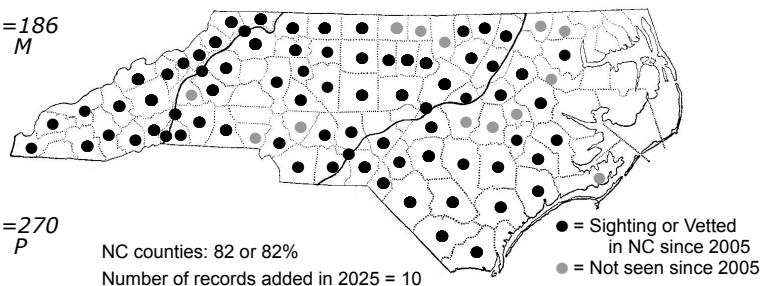 =186
M
=270
P
NC counties: 82 or 82%
Number of records added in 2025 = 10
= Sighting or Vetted
in NC since 2005
= Not seen since 2005